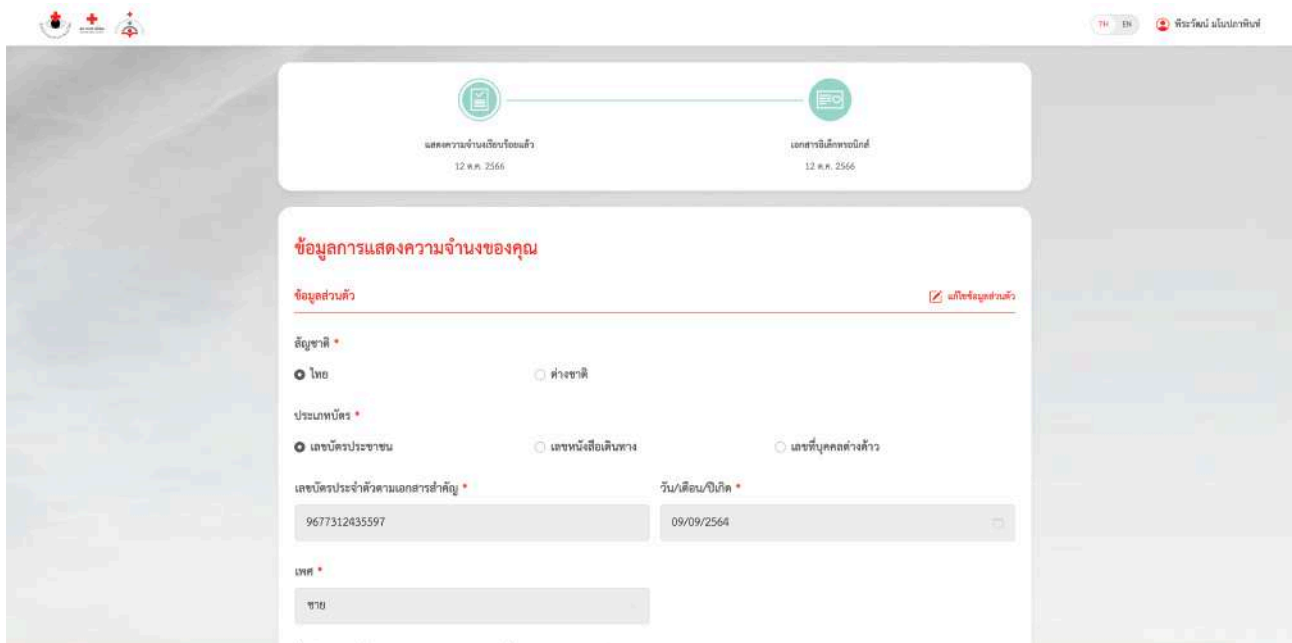 TH EN พีระวัฒน์ มโนปภาพินท์
แสดงความจำนงเรียบร้อยแล้ว
12 ต.ค. 2566
เอกสารอิเล็กทรอนิกส์
12 ต.ค. 2566
ข้อมูลการแสดงความจำนงของคุณ
ข้อมูลส่วนตัว แก้ไขข้อมูลส่วนตัว
สัญชาติ *
ไทย ต่างชาติ
ประเภทบัตร *
เลขบัตรประชาชน เลขหนังสือเดินทาง เลขที่บุคคลต่างด้าว
เลขบัตรประจำตัวตามเอกสารสำคัญ * วัน/เดือน/ปีเกิด *
9677312435597 09/09/2564
เพศ *
ชาย